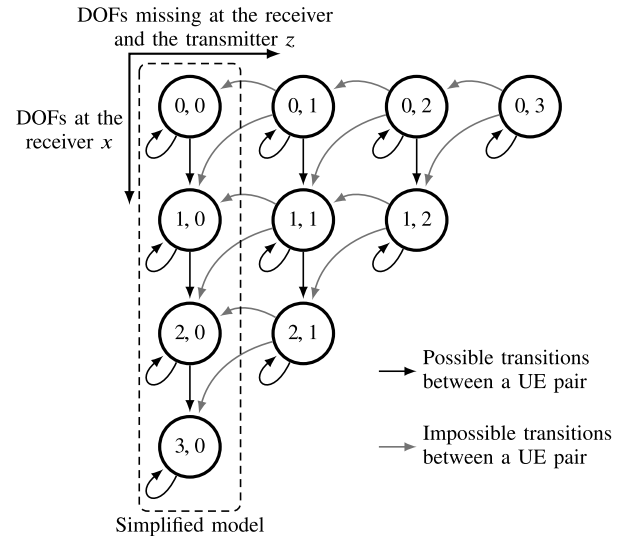 DOFs missing at the receiver
and the transmitter z
DOFs at the
receiver x
0, 0
0, 1
0, 2
0, 3
1, 0
1, 1
1, 2
2, 0
2, 1
3, 0
Possible transitions
between a UE pair
Impossible transitions
between a UE pair
Simplified model